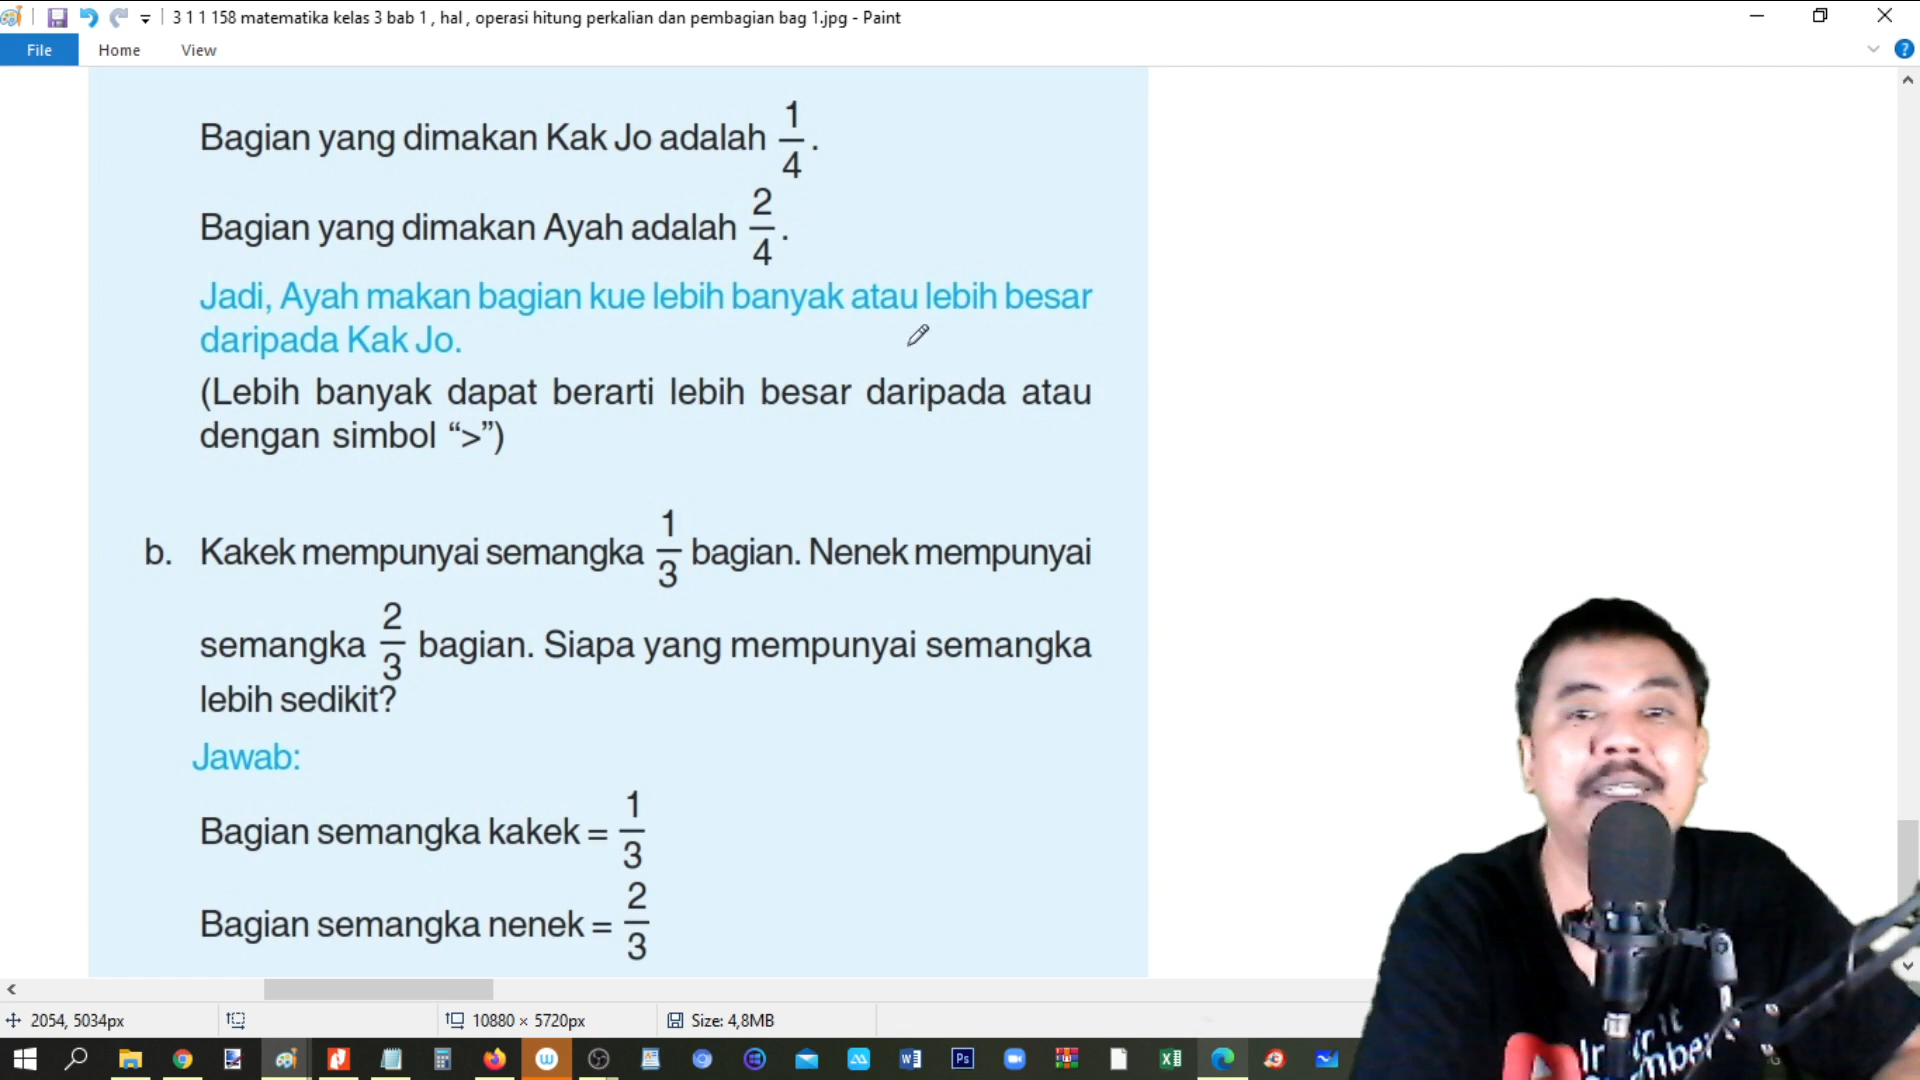 3 1 1 158 matematika kelas 3 bab 1 , hal , operasi hitung perkalian dan pembagian bag 1.jpg - Paint
File Home View
Bagian yang dimakan Kak Jo adalah 1/4.
Bagian yang dimakan Ayah adalah 2/4.
Jadi, Ayah makan bagian kue lebih banyak atau lebih besar
daripada Kak Jo.
(Lebih banyak dapat berarti lebih besar daripada atau
dengan simbol “>”)
b. Kakek mempunyai semangka 1/3 bagian. Nenek mempunyai
semangka 2/3 bagian. Siapa yang mempunyai semangka
lebih sedikit?
Jawab:
Bagian semangka kakek = 1/3
Bagian semangka nenek = 2/3
2054, 5034px 10880 × 5720px Size: 4,8MB